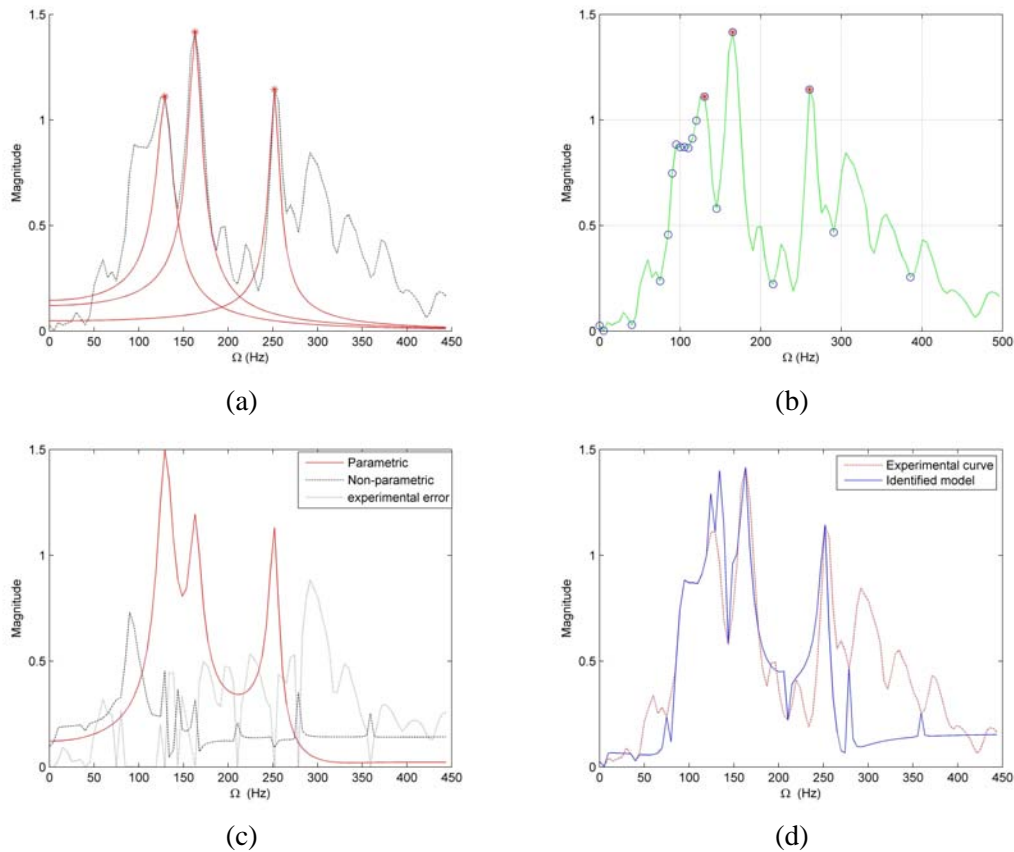 1.5
1
0.5
0
Magnitude
0 50 100 150 200 250 300 350 400 450
Ω (Hz)
(a)
1.5
1
0.5
0
Magnitude
0 100 200 300 400 500
Ω (Hz)
(b)
1.5
1
0.5
0
Magnitude
Parametric
Non-parametric
experimental error
0 50 100 150 200 250 300 350 400 450
Ω (Hz)
(c)
1.5
1
0.5
0
Magnitude
Experimental curve
Identified model
0 50 100 150 200 250 300 350 400 450
Ω (Hz)
(d)